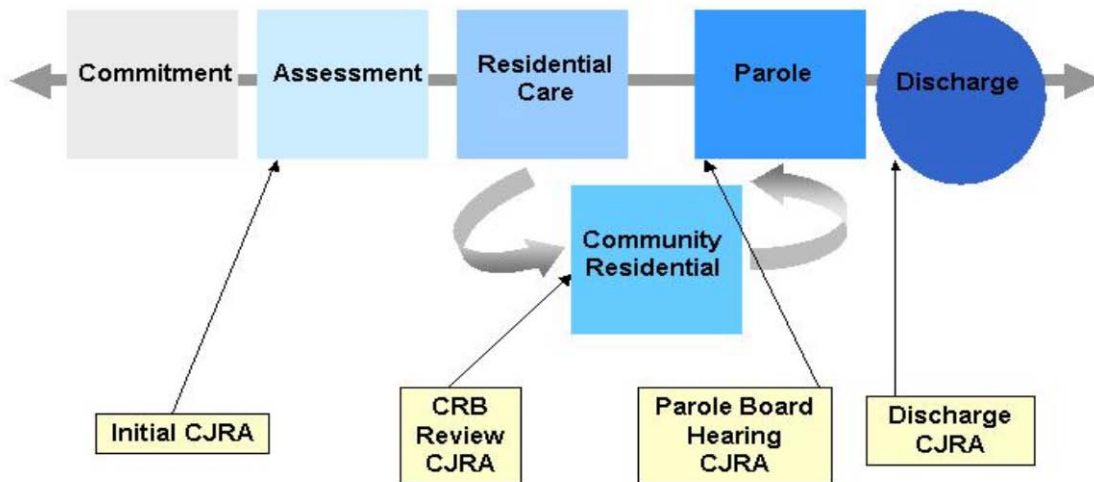 Commitment
Assessment
Residential
Care
Parole
Discharge
Community
Residential
Initial CJRA
CRB
Review
CJRA
Parole Board
Hearing
CJRA
Discharge
CJRA